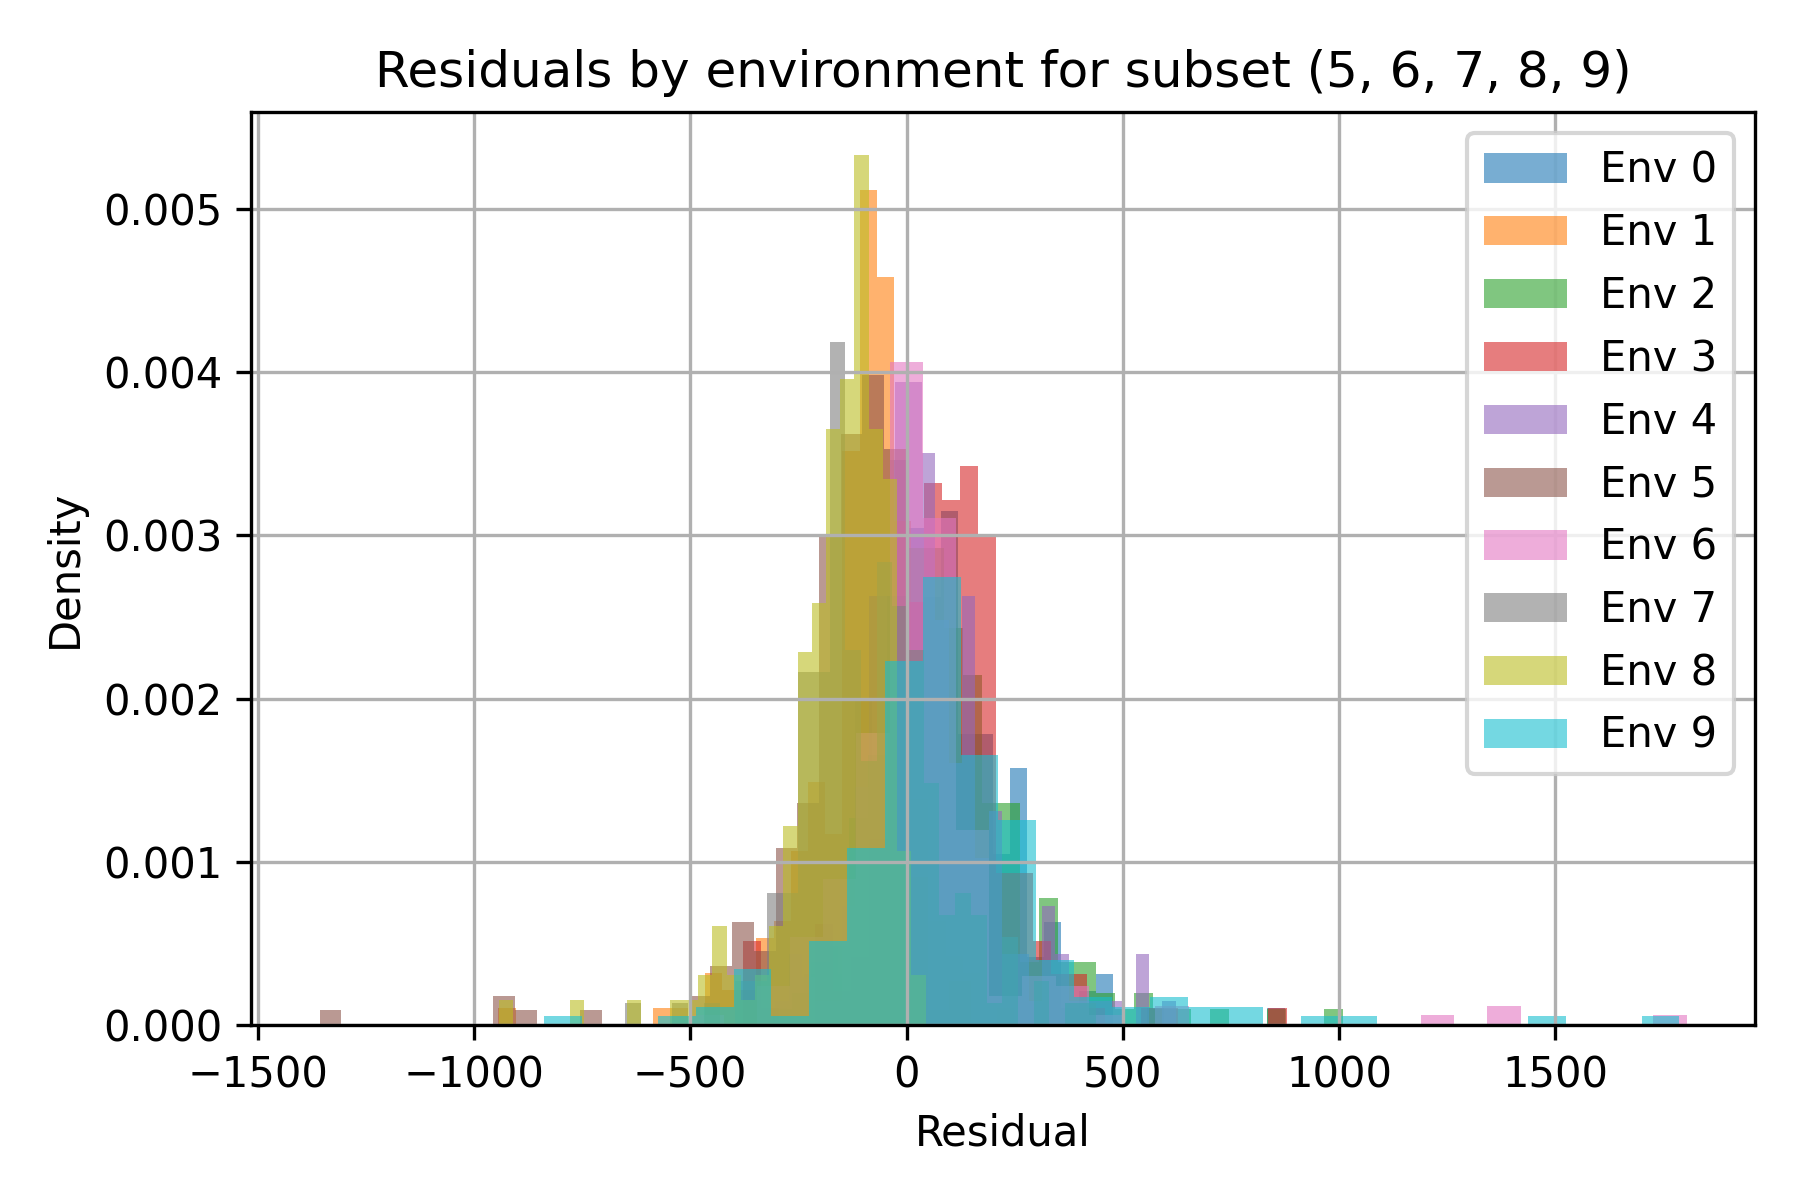 Residuals by environment for subset (5, 6, 7, 8, 9)
Env 0
Env 1
Env 2
Env 3
Env 4
Env 5
Env 6
Env 7
Env 8
Env 9
0.005
0.004
0.003
0.002
0.001
0.000
Density
−1500 −1000 −500 0 500 1000 1500
Residual